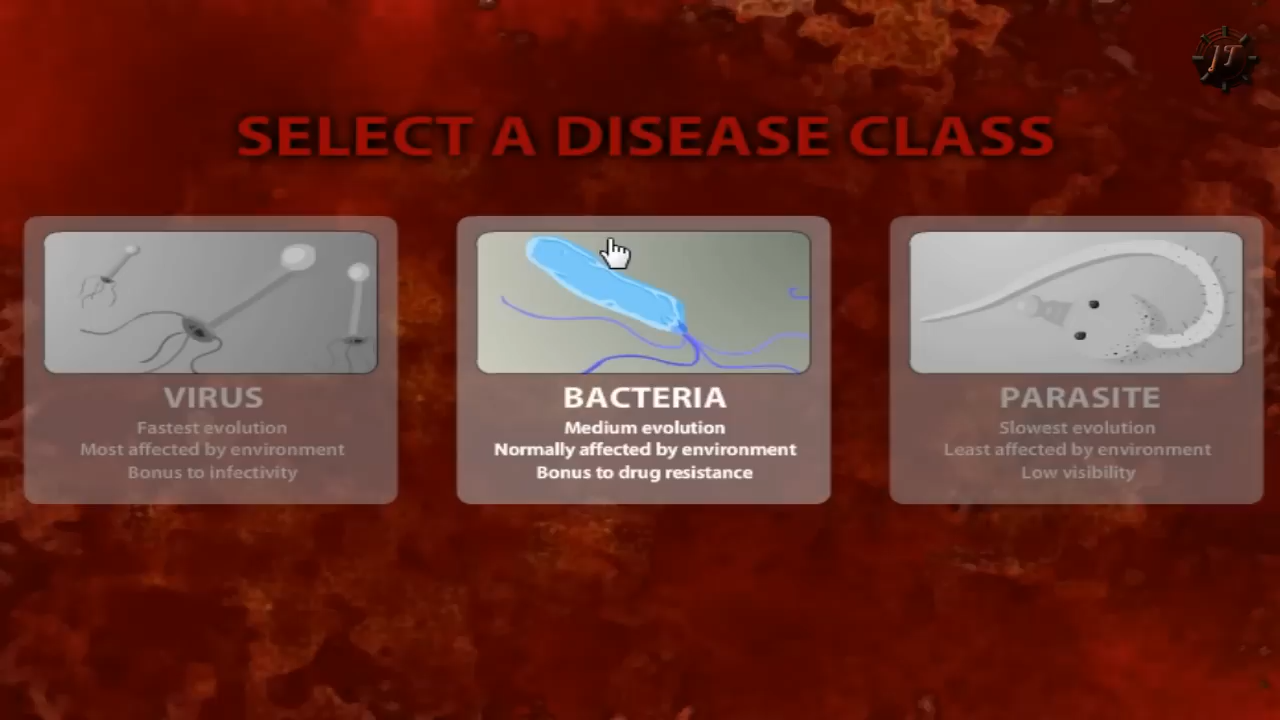 JT
SELECT A DISEASE CLASS
VIRUS
Fastest evolution
Most affected by environment
Bonus to infectivity
BACTERIA
Medium evolution
Normally affected by environment
Bonus to drug resistance
PARASITE
Slowest evolution
Least affected by environment
Low visibility